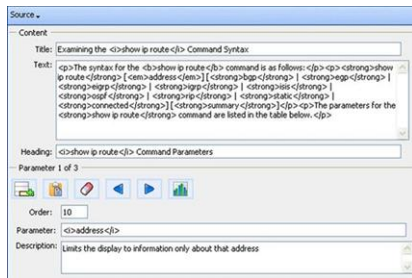 Source
Content
Title: Examining the <i>show ip route</i> Command Syntax
Text: <p>The syntax for the <b>show ip route</b> command is as follows:</p><p><strong>show
ip route</strong> [<em>address</em>] [<strong>bgp</strong> | <strong>egp</strong> |
<strong>eigrp</strong> | <strong>igrp</strong> | <strong>isis</strong> |
<strong>ospf</strong> | <strong>rip</strong> | <strong>static</strong> |
<strong>connected</strong>] [<strong>summary</strong>]</p><p>The parameters for the
<strong>show ip route</strong> command are listed in the table below. </p>
Heading: <i>show ip route</i> Command Parameters
Parameter 1 of 3
Order: 10
Parameter: <i>address</i>
Description: Limits the display to information only about that address